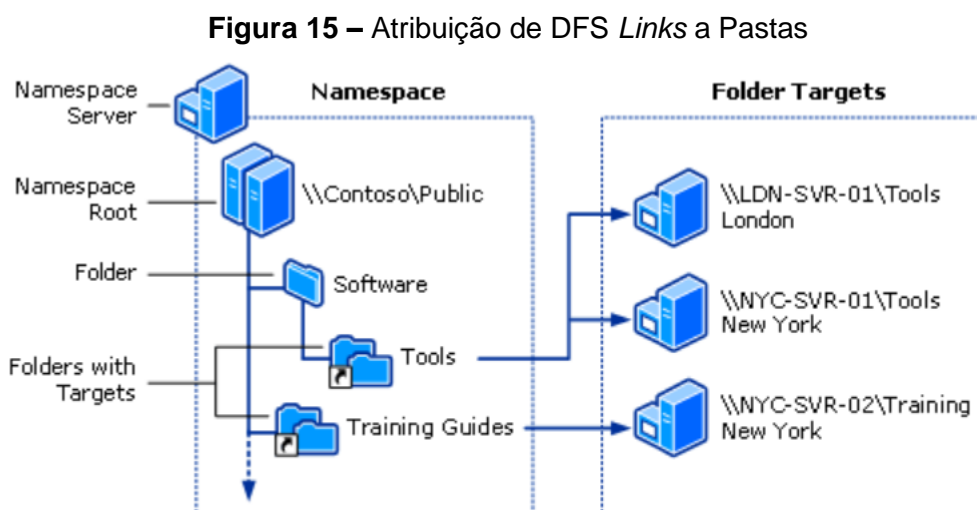 Figura 15 – Atribuição de DFS Links a Pastas
Namespace
Server
Namespace
Folder Targets
Namespace
Root
\\Contoso\Public
\\LDN-SVR-01\Tools
London
Folder
Software
\\NYC-SVR-01\Tools
New York
Folders with
Targets
Tools
Training Guides
\\NYC-SVR-02\Training
New York